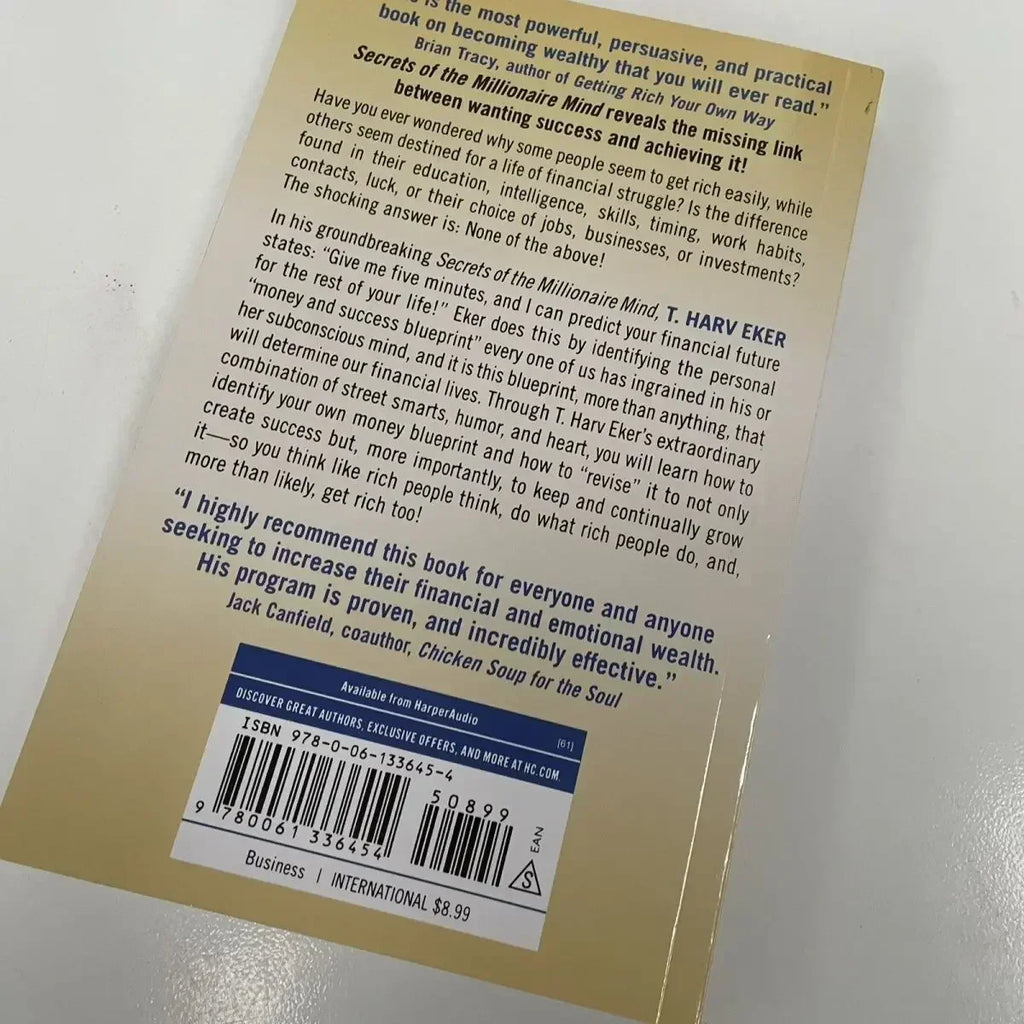 is the most powerful, persuasive, and practical
book on becoming wealthy that you will ever read.”
Brian Tracy, author of Getting Rich Your Own Way
Secrets of the Millionaire Mind reveals the missing link
between wanting success and achieving it!
Have you ever wondered why some people seem to get rich easily, while
others seem destined for a life of financial struggle? Is the difference
found in their education, intelligence, skills, timing, work habits,
contacts, luck, or their choice of jobs, businesses, or investments?
The shocking answer is: None of the above!
In his groundbreaking Secrets of the Millionaire Mind, T. HARV EKER
states: “Give me five minutes, and I can predict your financial future
for the rest of your life!” Eker does this by identifying the personal
“money and success blueprint” every one of us has ingrained in his or
her subconscious mind, and it is this blueprint, more than anything, that
will determine our financial lives. Through T. Harv Eker’s extraordinary
combination of street smarts, humor, and heart, you will learn how to
identify your own money blueprint and how to “revise” it to not only
create success but, more importantly, to keep and continually grow
it—so you think like rich people think, do what rich people do, and,
more than likely, get rich too!
“I highly recommend this book for everyone and anyone
seeking to increase their financial and emotional wealth.
His program is proven, and incredibly effective.”
Jack Canfield, coauthor, Chicken Soup for the Soul
Available from HarperAudio
[61]
DISCOVER GREAT AUTHORS, EXCLUSIVE OFFERS, AND MORE AT HC.COM.
ISBN 978-0-06-133645-4
50899
9 780061 336454
EAN
S
Business | INTERNATIONAL $8.99